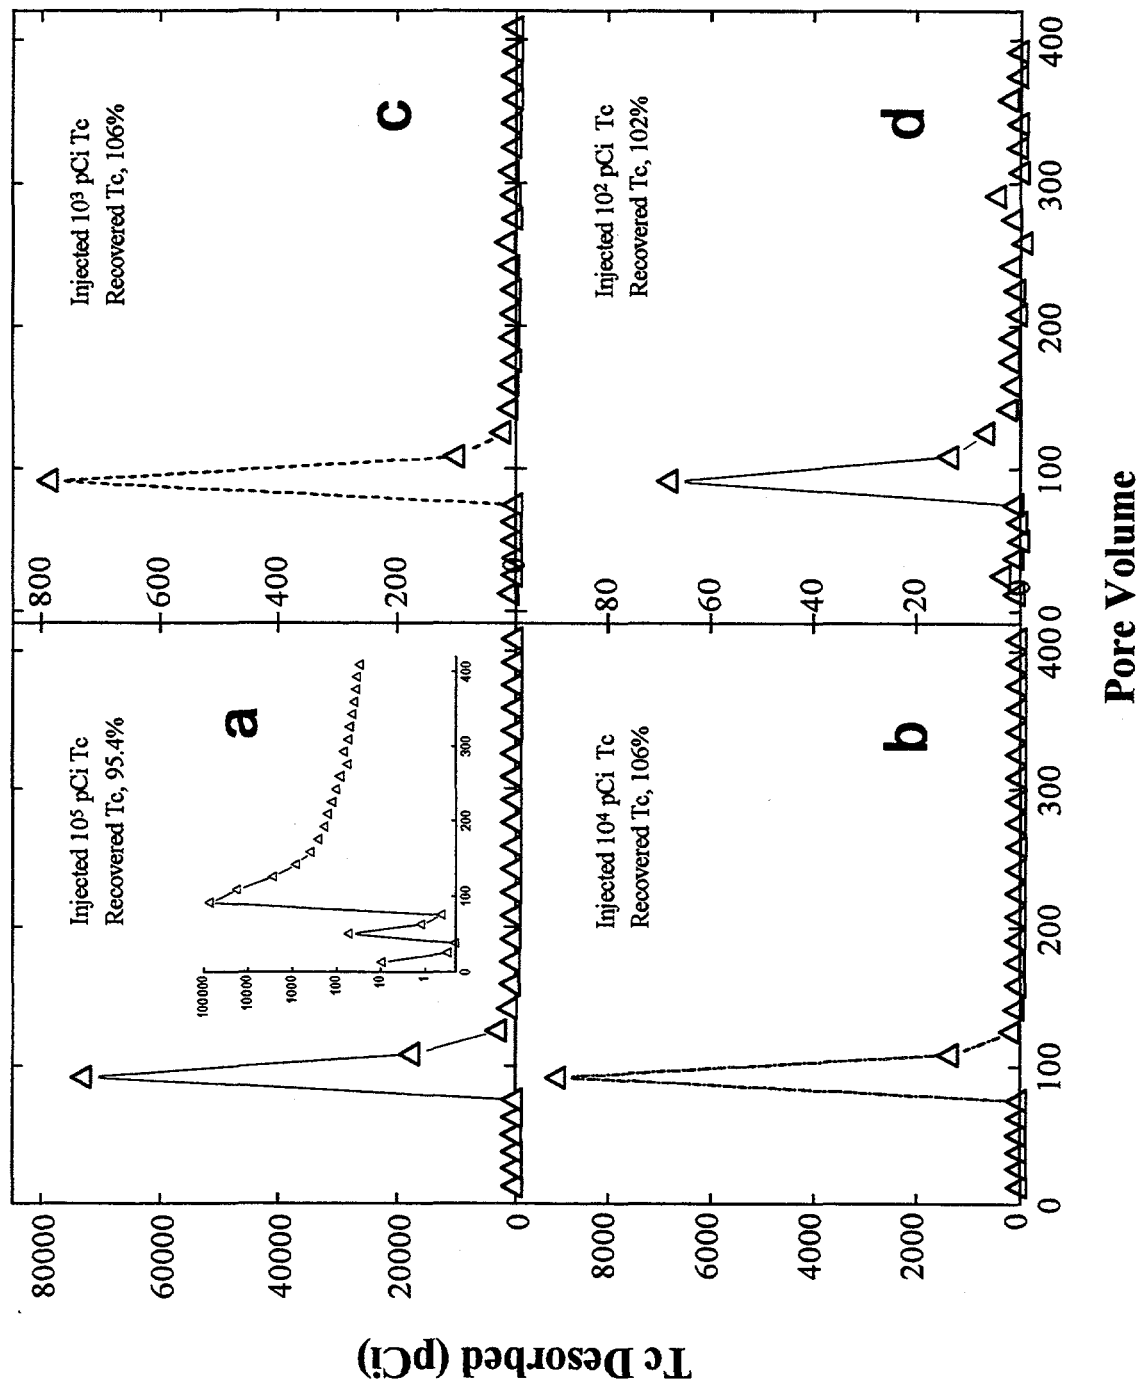 Tc Desorbed (pCi)
80000
60000
40000
20000
0
Injected 10⁵ pCi Tc
Recovered Tc, 95.4%
a
100000
10000
1000
100
10
1
0 100 200 300 400
800
600
400
200
0
Injected 10³ pCi Tc
Recovered Tc, 106%
c
8000
6000
4000
2000
0
Injected 10⁴ pCi Tc
Recovered Tc, 106%
b
80
60
40
20
0
Injected 10² pCi Tc
Recovered Tc, 102%
d
0 100 200 300 400 0 100 200 300 400
Pore Volume